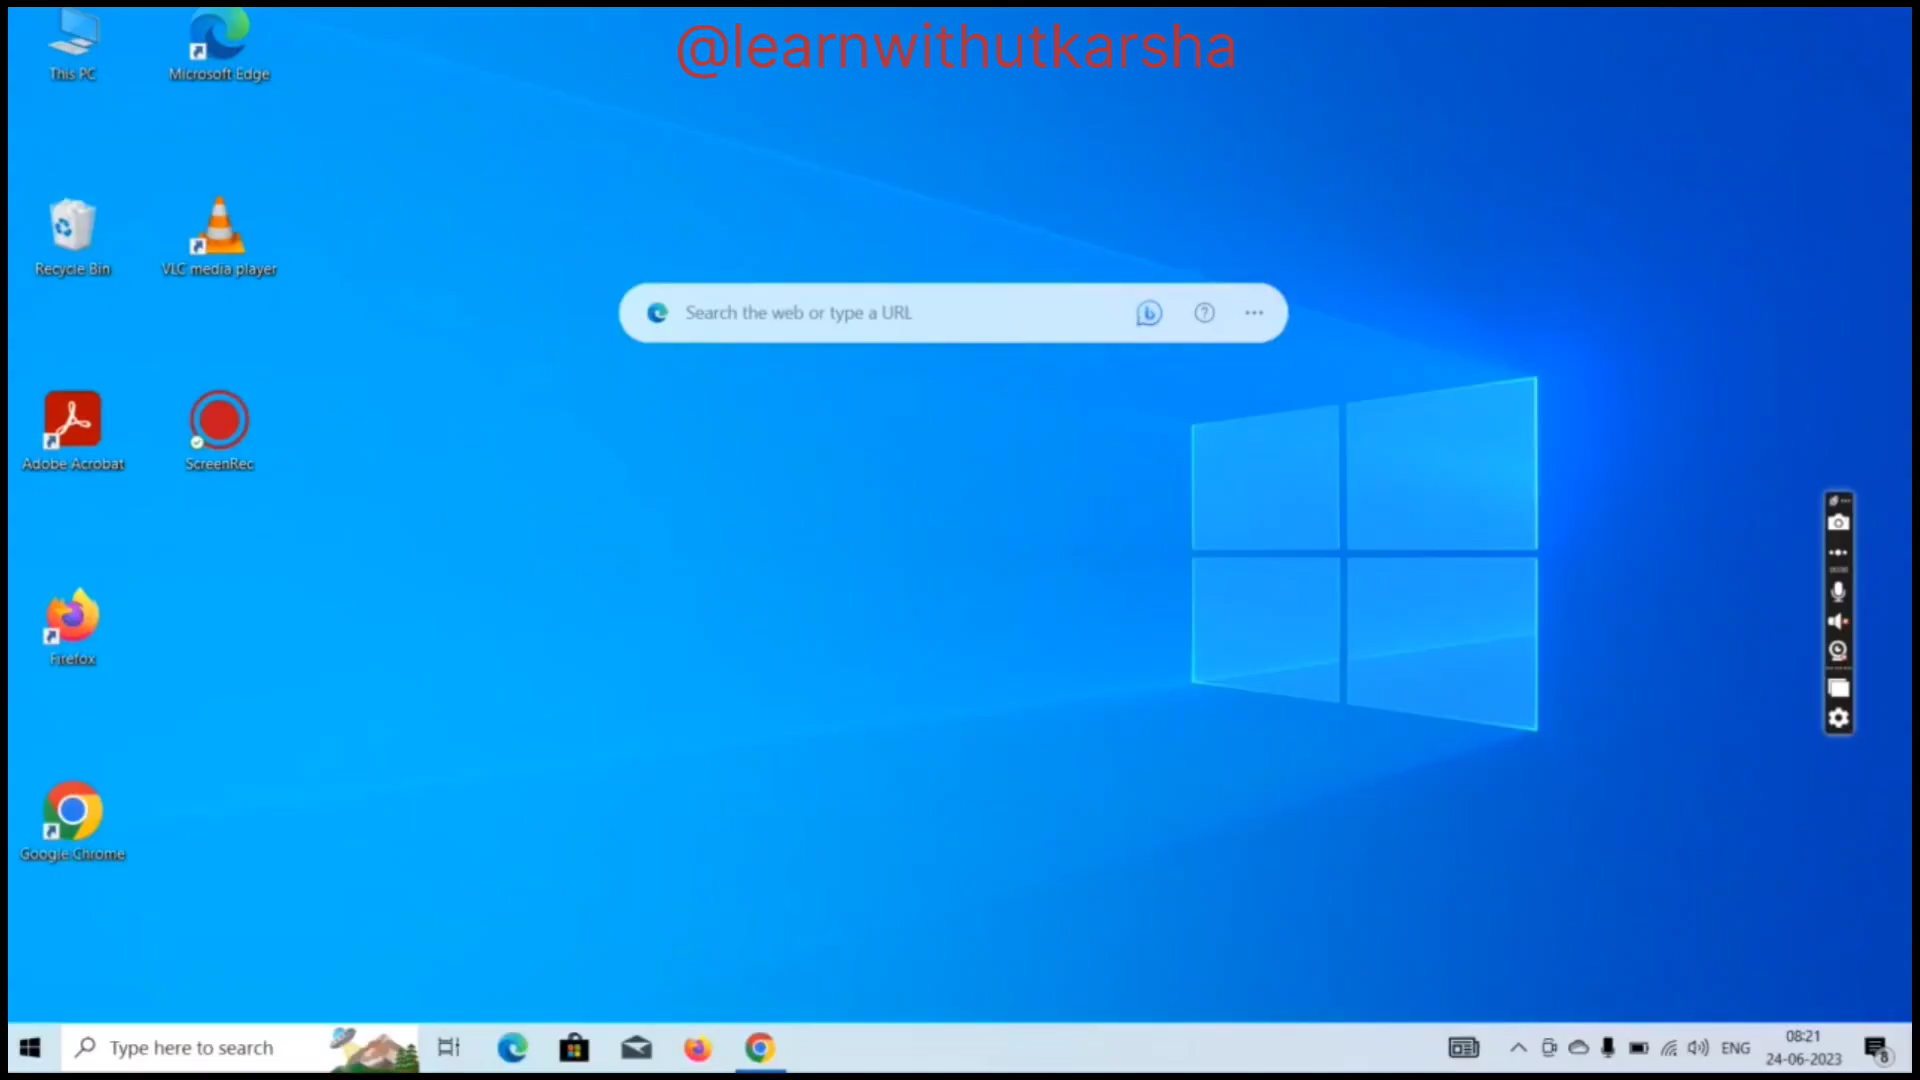 @learnwithutkarsha
This PC
Microsoft Edge
Recycle Bin
VLC media player
Search the web or type a URL
Adobe Acrobat
ScreenRec
Firefox
Google Chrome
Type here to search
ENG
08:21
24-06-2023
8